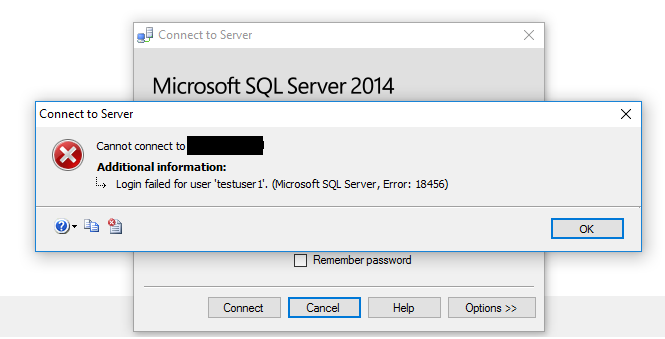 Connect to Server
Microsoft SQL Server 2014
Connect to Server
Cannot connect to
Additional information:
Login failed for user 'testuser1'. (Microsoft SQL Server, Error: 18456)
OK
Remember password
Connect
Cancel
Help
Options >>